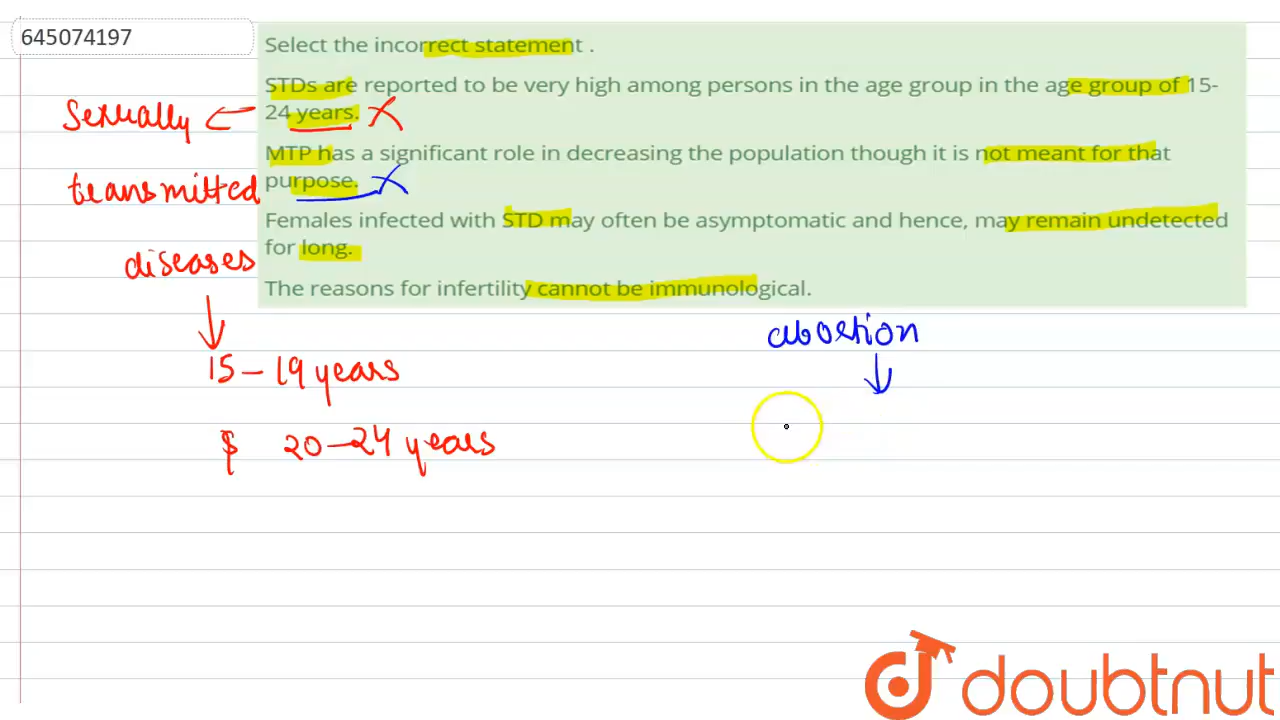 645074197
Select the incorrect statement .
STDs are reported to be very high among persons in the age group in the age group of 15-
24 years.
MTP has a significant role in decreasing the population though it is not meant for that
purpose.
Females infected with STD may often be asymptomatic and hence, may remain undetected
for long.
The reasons for infertility cannot be immunological.
Sexually
transmitted
diseases
15 – 19 years
20 – 24 years
abortion
doubtnut